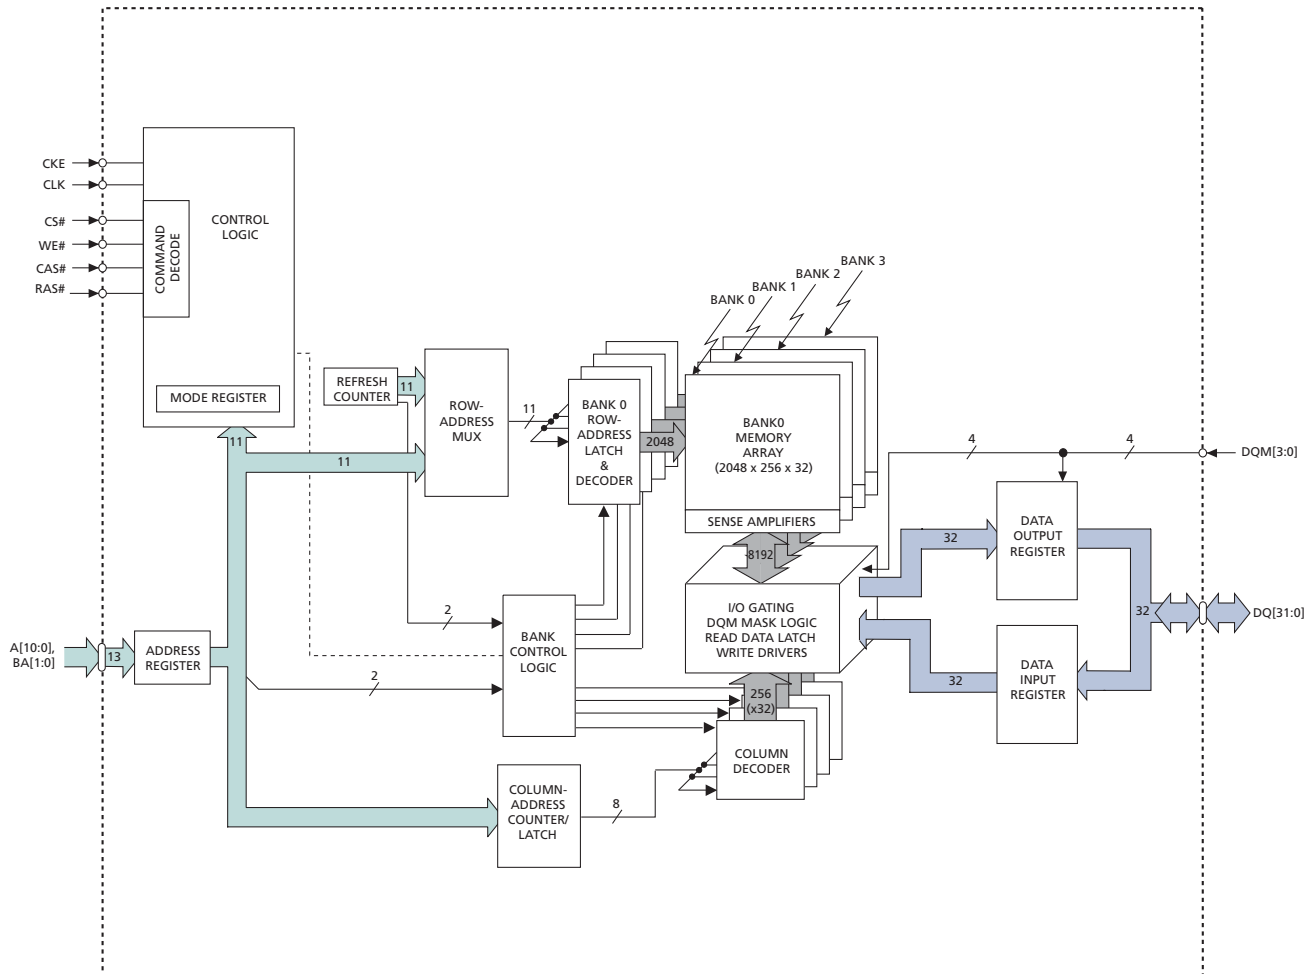 CKE
CLK
CS#
WE#
CAS#
RAS#
CONTROL
LOGIC
COMMAND
DECODE
MODE REGISTER
11
REFRESH
COUNTER
11
11
ROW-
ADDRESS
MUX
11
BANK 0
ROW-
ADDRESS
LATCH
&
DECODER
2048
BANK 0
BANK 1
BANK 2
BANK 3
BANK0
MEMORY
ARRAY
(2048 x 256 x 32)
SENSE AMPLIFIERS
8192
I/O GATING
DQM MASK LOGIC
READ DATA LATCH
WRITE DRIVERS
256
(x32)
COLUMN
DECODER
4
4
DQM[3:0]
DATA
OUTPUT
REGISTER
32
32
DQ[31:0]
DATA
INPUT
REGISTER
32
A[10:0],
BA[1:0]
13
ADDRESS
REGISTER
2
2
BANK
CONTROL
LOGIC
COLUMN-
ADDRESS
COUNTER/
LATCH
8